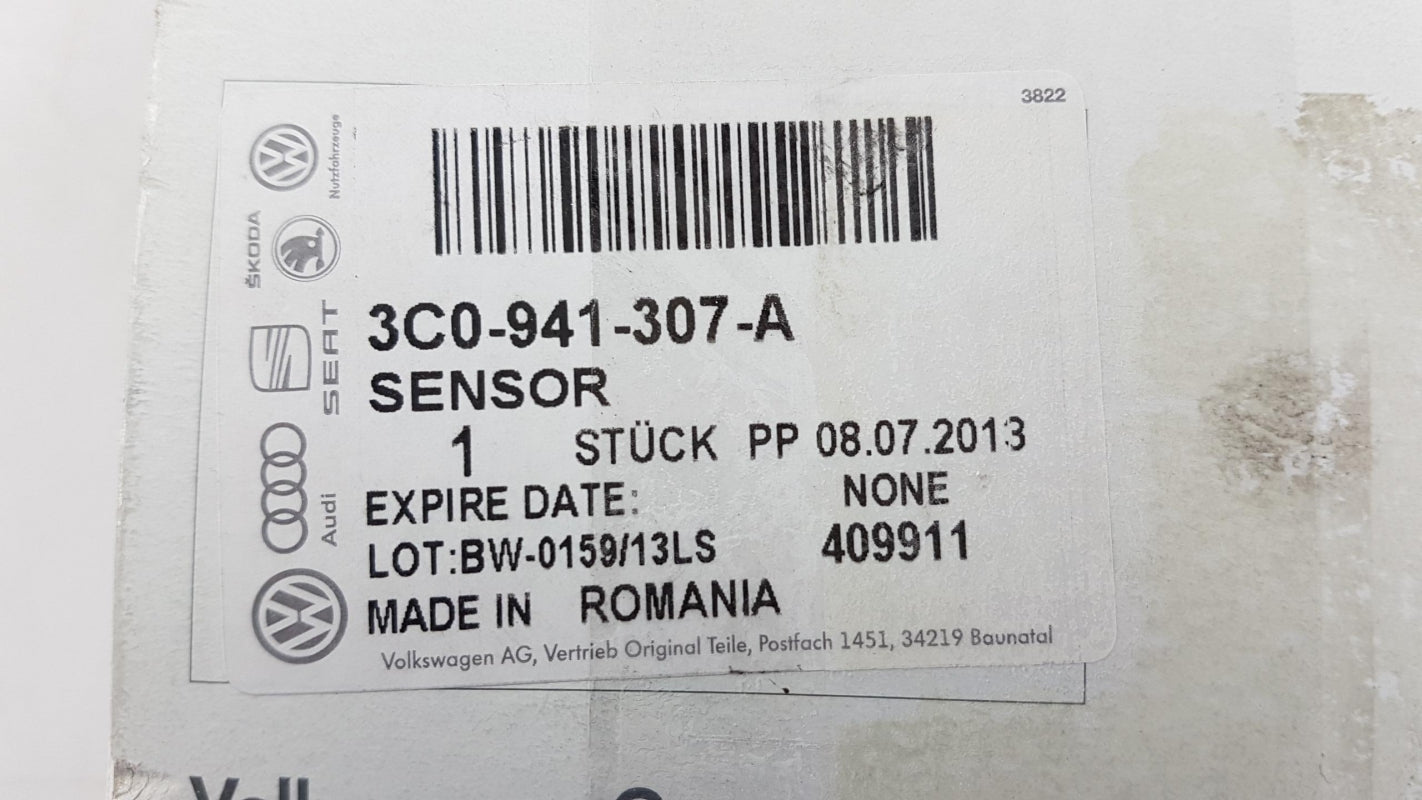 3822
Nutzfahrzeuge
ŠKODA
SEAT
Audi
3C0-941-307-A
SENSOR
1 STÜCK PP 08.07.2013
EXPIRE DATE: NONE
LOT:BW-0159/13LS 409911
MADE IN ROMANIA
Volkswagen AG, Vertrieb Original Teile, Postfach 1451, 34219 Baunatal